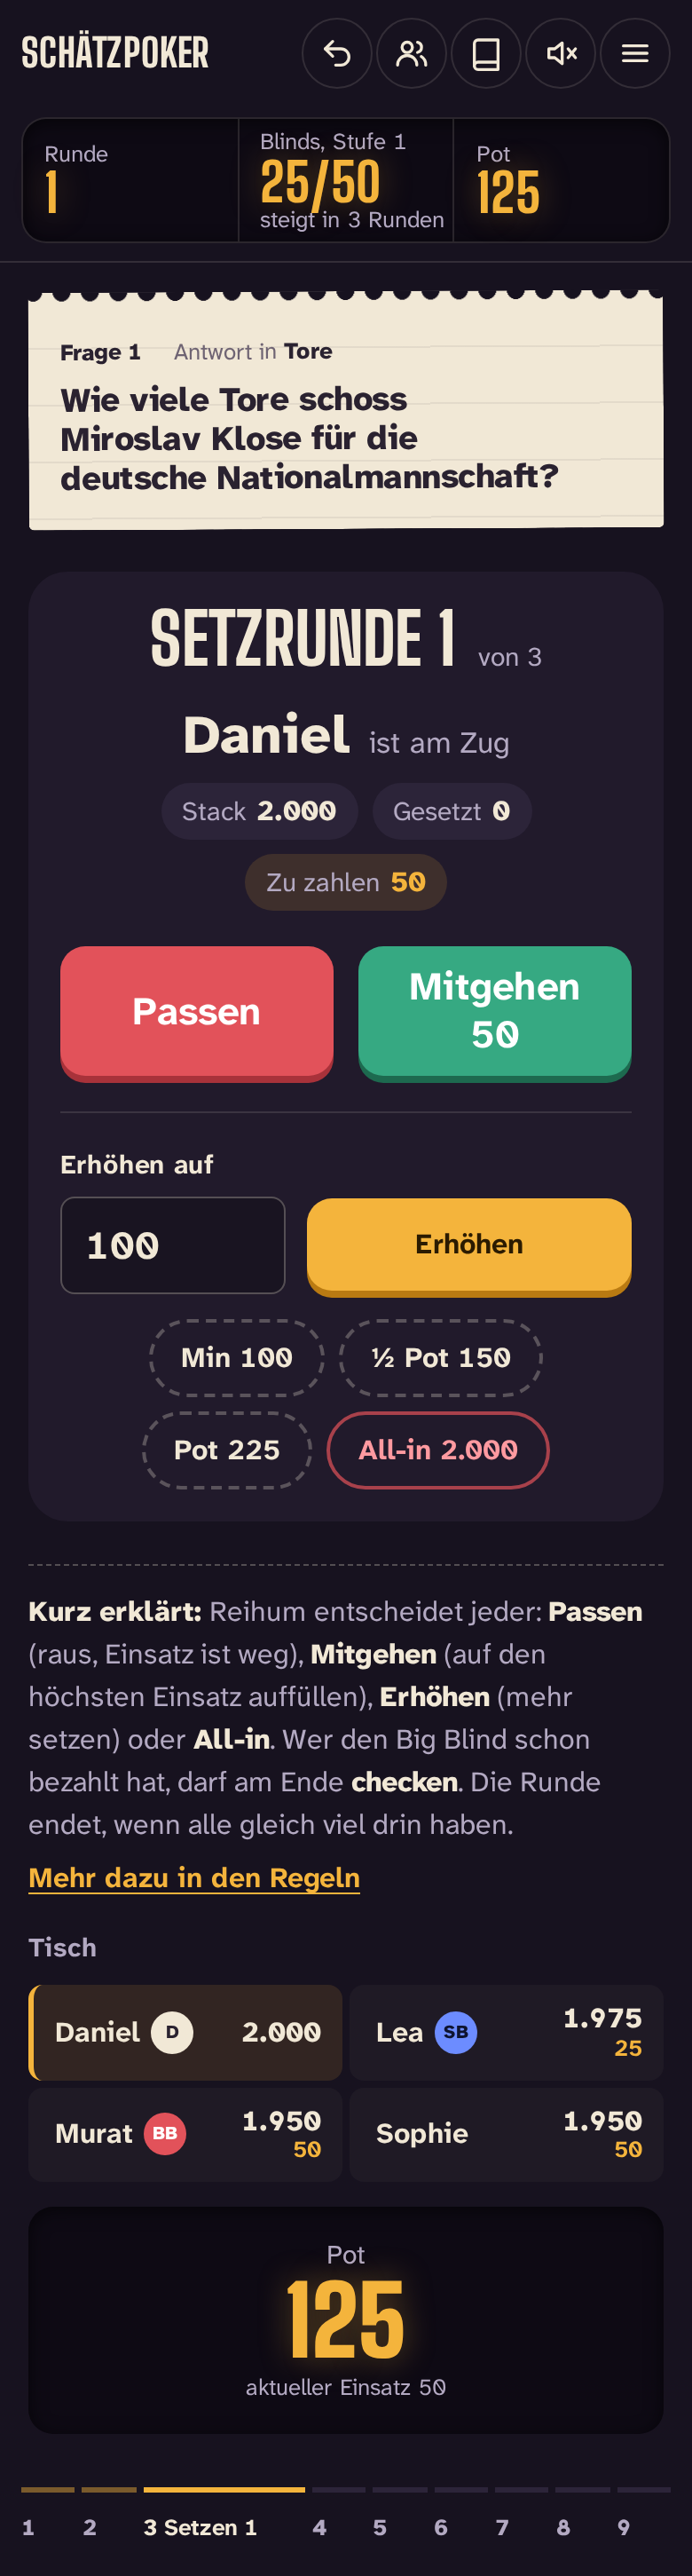 SCHÄTZPOKER
Runde
1
Blinds, Stufe 1
25/50
steigt in 3 Runden
Pot
125
Frage 1 Antwort in Tore
Wie viele Tore schoss
Miroslav Klose für die
deutsche Nationalmannschaft?
SETZRUNDE 1 von 3
Daniel ist am Zug
Stack 2.000 Gesetzt 0
Zu zahlen 50
Passen
Mitgehen
50
Erhöhen auf
100 Erhöhen
Min 100 ½ Pot 150
Pot 225 All-in 2.000
Kurz erklärt: Reihum entscheidet jeder: Passen
(raus, Einsatz ist weg), Mitgehen (auf den
höchsten Einsatz auffüllen), Erhöhen (mehr
setzen) oder All-in. Wer den Big Blind schon
bezahlt hat, darf am Ende checken. Die Runde
endet, wenn alle gleich viel drin haben.
Mehr dazu in den Regeln
Tisch
Daniel D 2.000
Lea SB 1.975
25
Murat BB 1.950
50
Sophie 1.950
50
Pot
125
aktueller Einsatz 50
1 2 3 Setzen 1 4 5 6 7 8 9